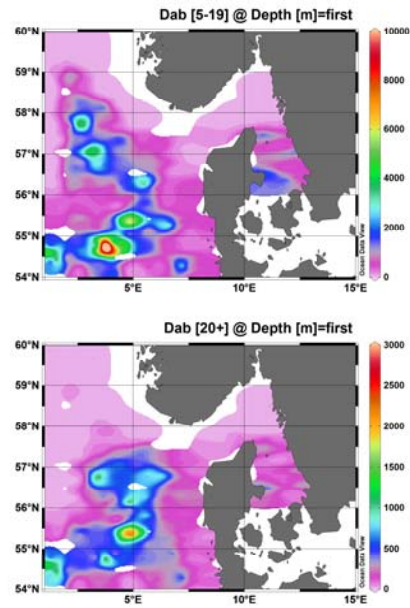 Dab [5-19] @ Depth [m]=first
60°N
59°N
58°N
57°N
56°N
55°N
54°N
5°E
10°E
15°E
10000
8000
6000
4000
2000
0
Ocean Data View
Dab [20+] @ Depth [m]=first
60°N
59°N
58°N
57°N
56°N
55°N
54°N
5°E
10°E
15°E
3000
2500
2000
1500
1000
500
0
Ocean Data View